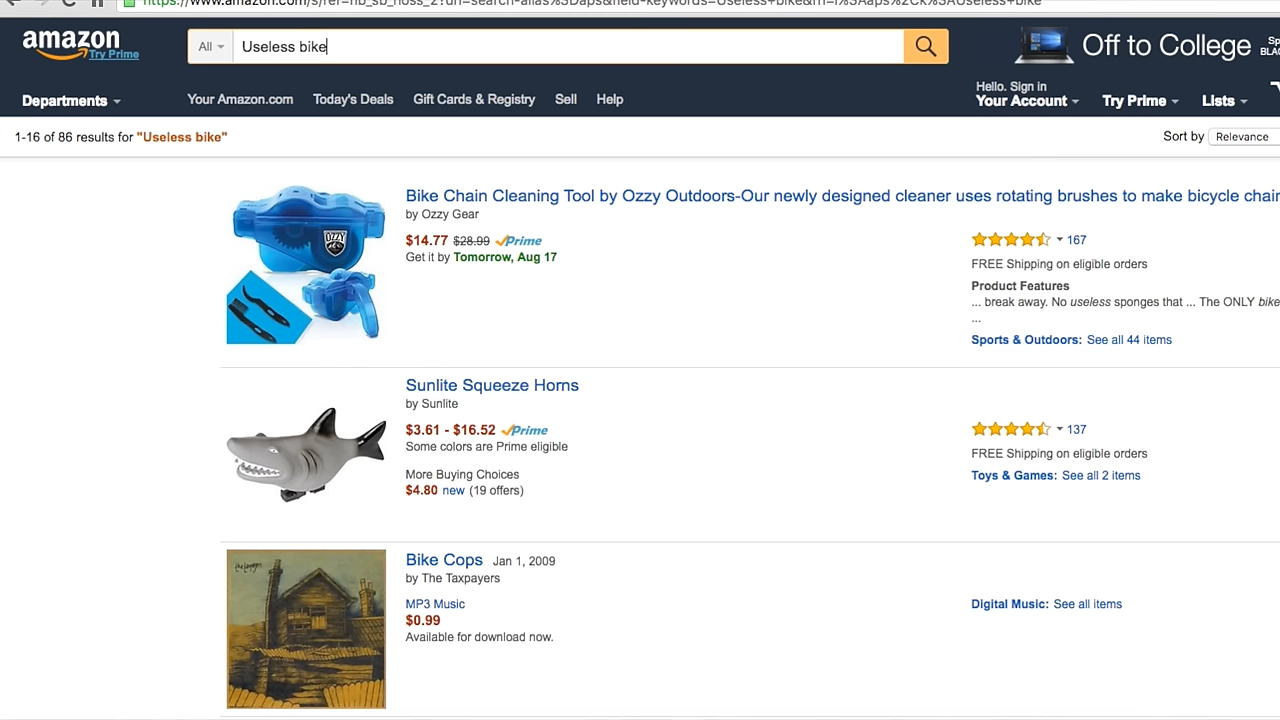 https://www.amazon.com/s/ref=nb_sb_noss_2?url=search-alias%3Daps&field-keywords=Useless+bike&rh=i%3Aaps%2Ck%3AUseless+bike
amazon
Try Prime
All
Useless bike
Off to College
Sp
BLAC
Departments
Your Amazon.com
Today's Deals
Gift Cards & Registry
Sell
Help
Hello. Sign in
Your Account
Try Prime
Lists
1-16 of 86 results for "Useless bike"
Sort by Relevance
OZZY
Bike Chain Cleaning Tool by Ozzy Outdoors-Our newly designed cleaner uses rotating brushes to make bicycle chain
by Ozzy Gear
$14.77 $28.99 Prime
Get it by Tomorrow, Aug 17
167
FREE Shipping on eligible orders
Product Features
... break away. No useless sponges that ... The ONLY bike
...
Sports & Outdoors: See all 44 items
Sunlite Squeeze Horns
by Sunlite
$3.61 - $16.52 Prime
Some colors are Prime eligible
More Buying Choices
$4.80 new (19 offers)
137
FREE Shipping on eligible orders
Toys & Games: See all 2 items
Bike Cops Jan 1, 2009
by The Taxpayers
MP3 Music
$0.99
Available for download now.
Digital Music: See all items